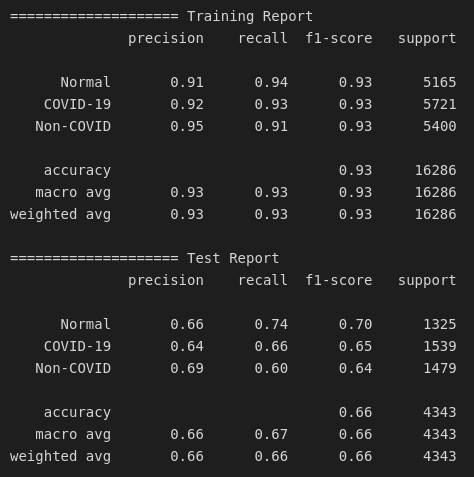 ==================== Training Report
              precision    recall  f1-score   support

      Normal       0.91      0.94      0.93      5165
    COVID-19       0.92      0.93      0.93      5721
   Non-COVID       0.95      0.91      0.93      5400

    accuracy                           0.93     16286
   macro avg       0.93      0.93      0.93     16286
weighted avg       0.93      0.93      0.93     16286

==================== Test Report
              precision    recall  f1-score   support

      Normal       0.66      0.74      0.70      1325
    COVID-19       0.64      0.66      0.65      1539
   Non-COVID       0.69      0.60      0.64      1479

    accuracy                           0.66      4343
   macro avg       0.66      0.67      0.66      4343
weighted avg       0.66      0.66      0.66      4343